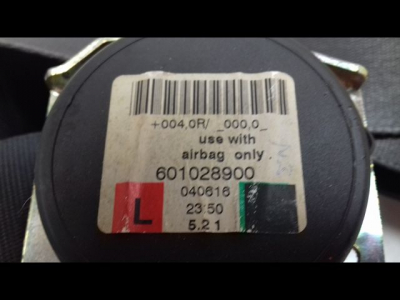 +004,0R/ _000,0_
use with
airbag only
601028900
040616
L
23:50
5.2 1